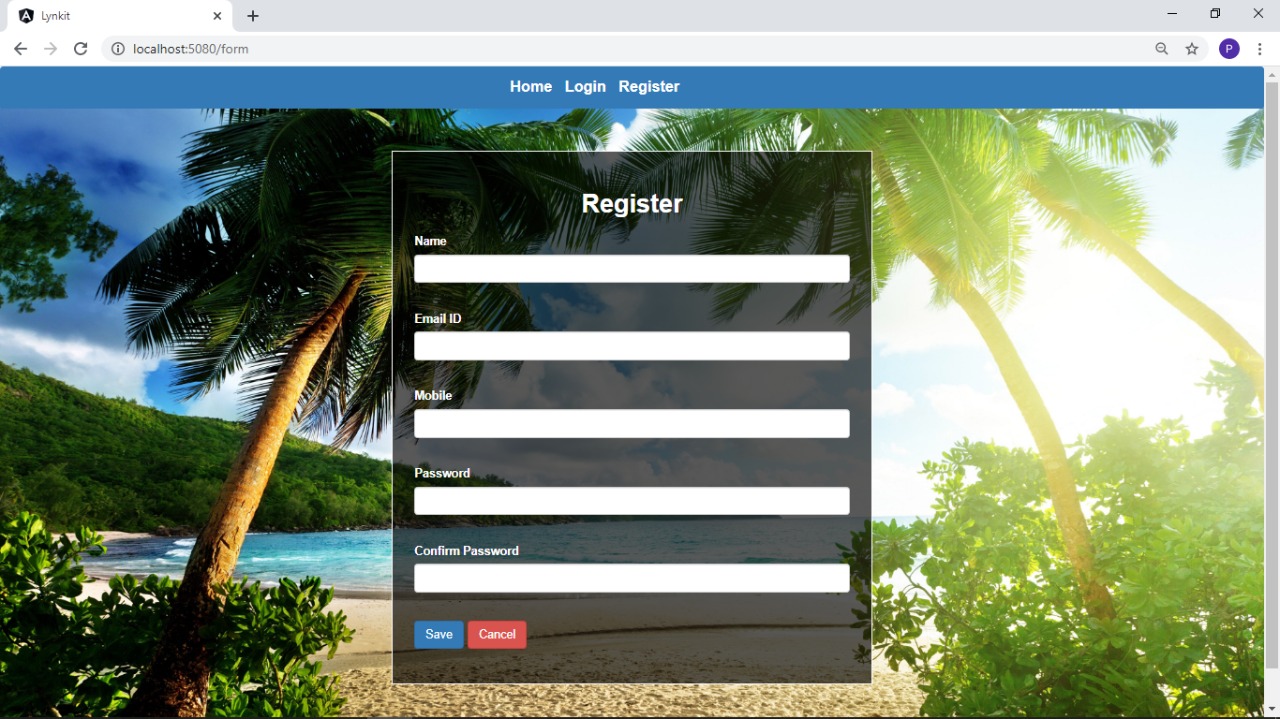 Lynkit
localhost:5080/form
P
Home Login Register
Register
Name
Email ID
Mobile
Password
Confirm Password
Save Cancel